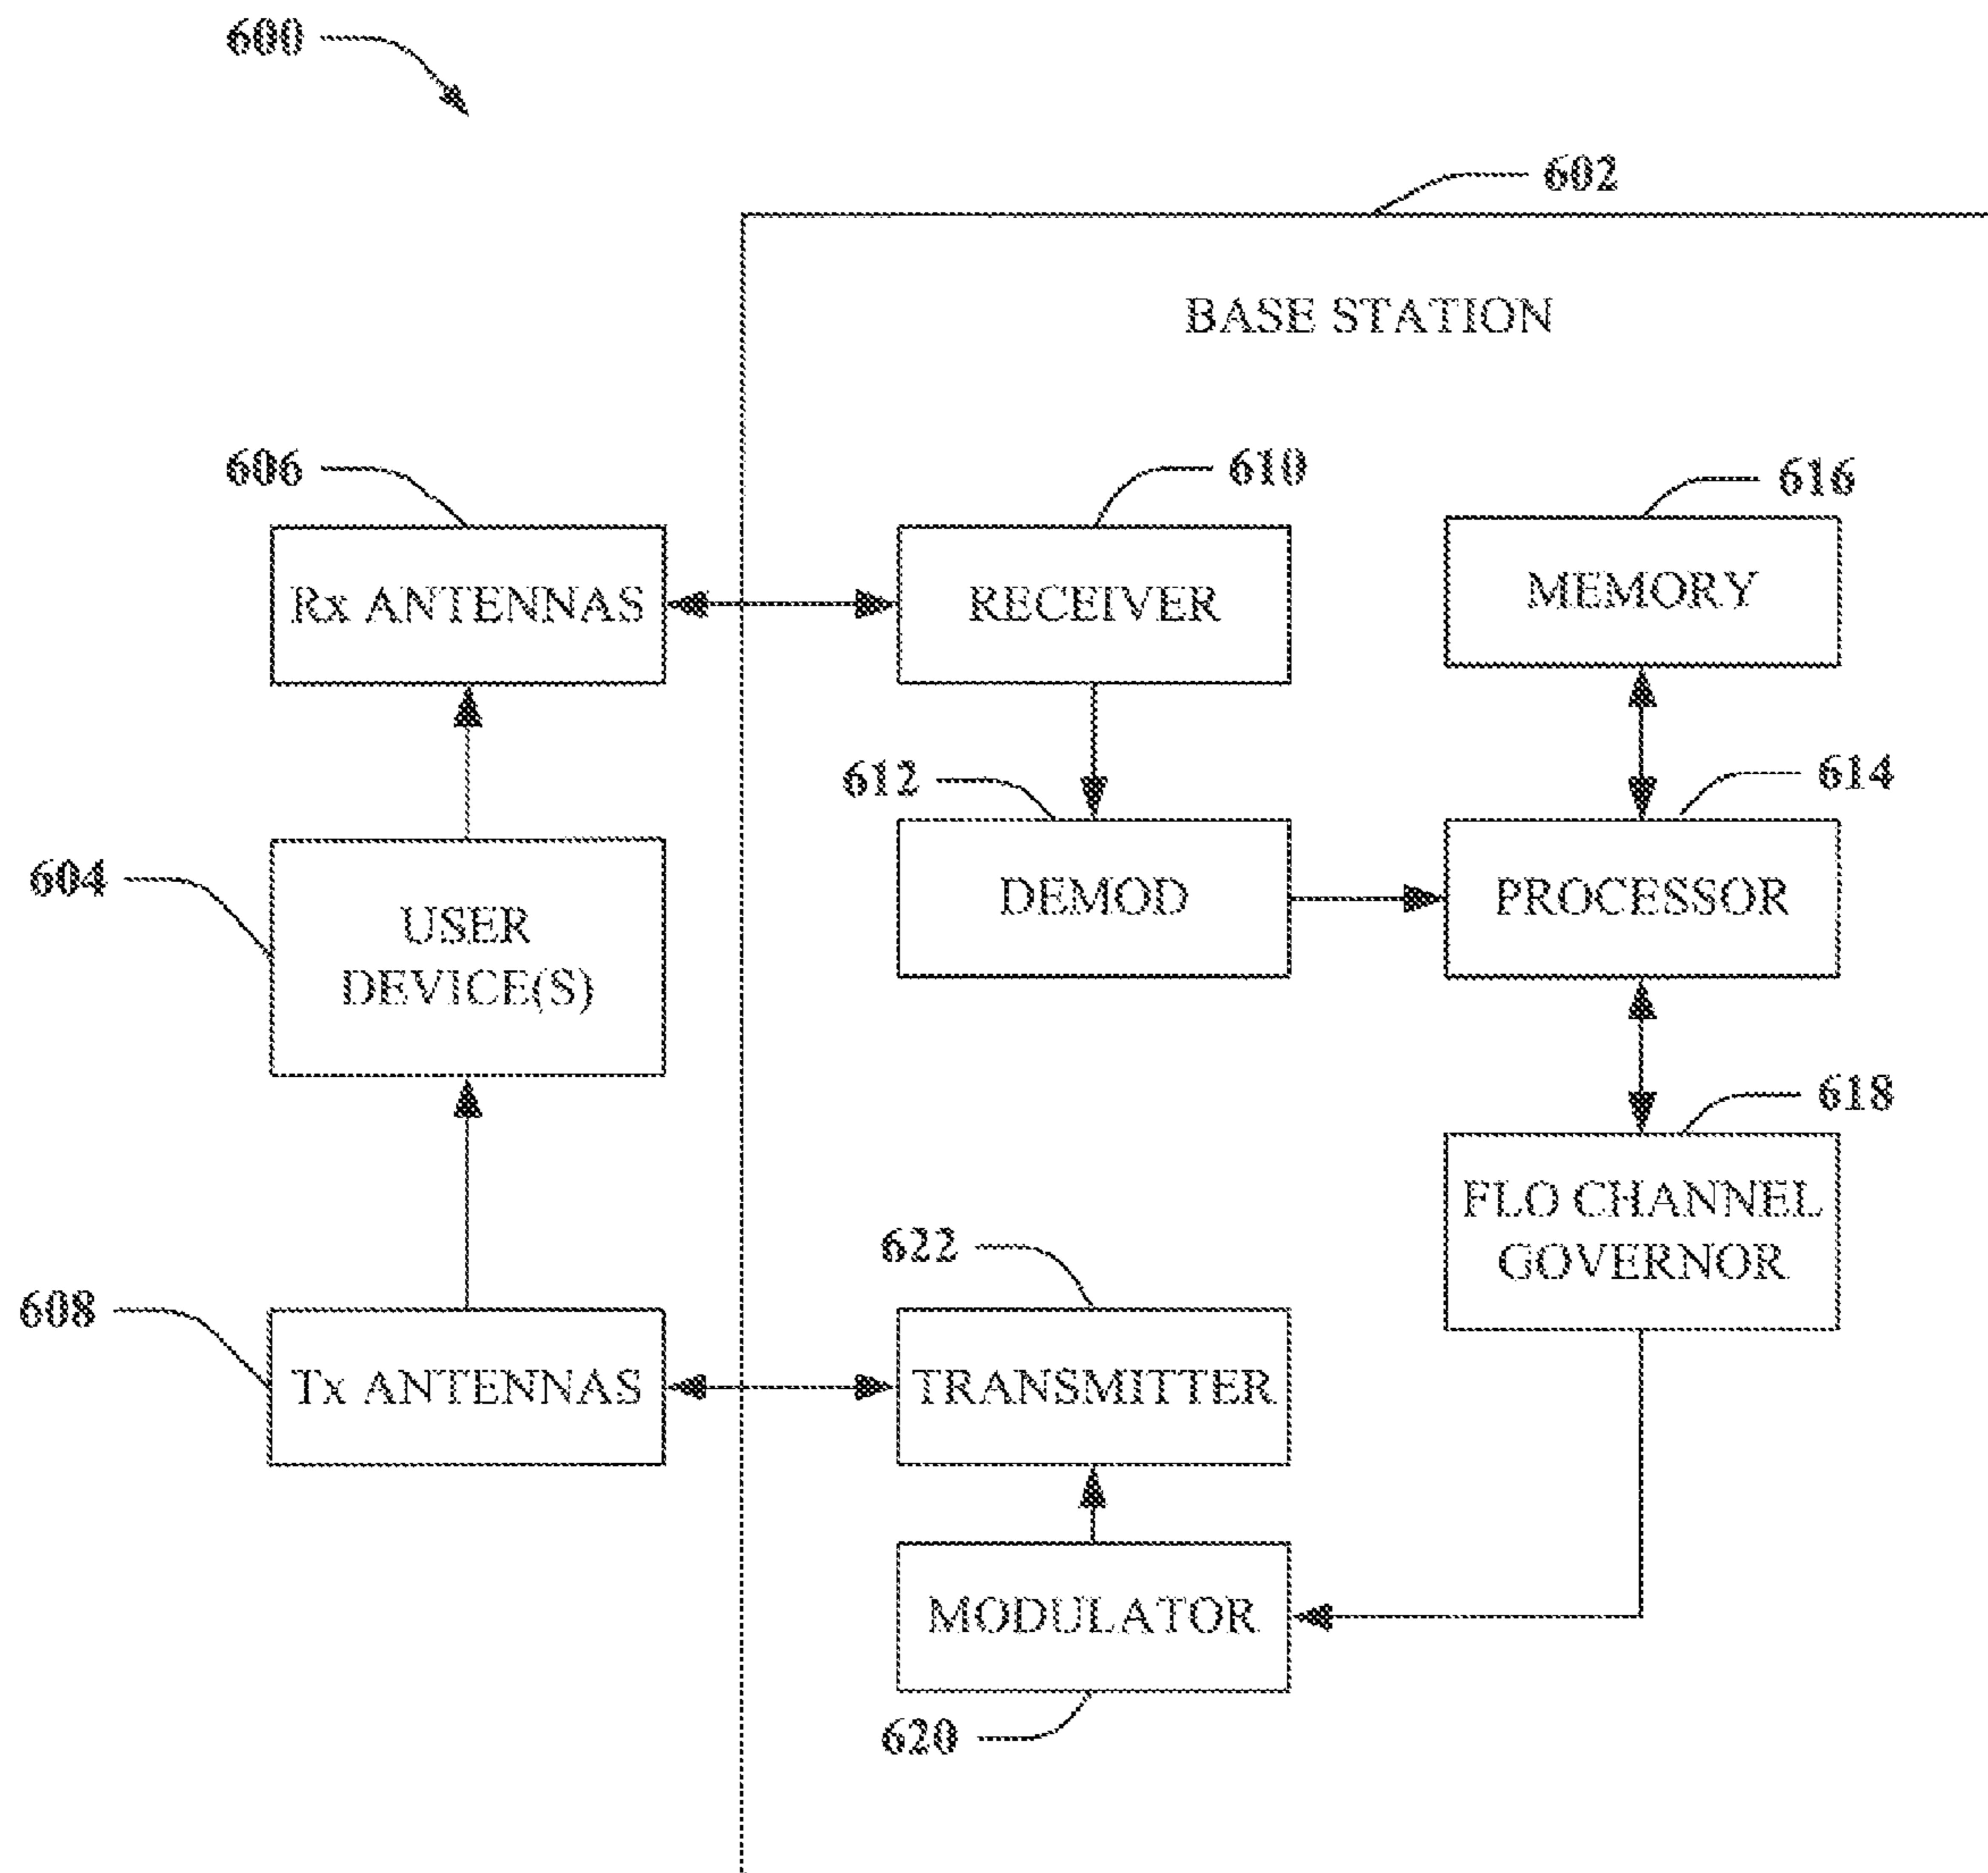 600
602
BASE STATION
606
610
616
Rx ANTENNAS
RECEIVER
MEMORY
612
614
604
USER
DEVICE(S)
DEMOD
PROCESSOR
618
FLO CHANNEL
GOVERNOR
622
608
Tx ANTENNAS
TRANSMITTER
MODULATOR
620